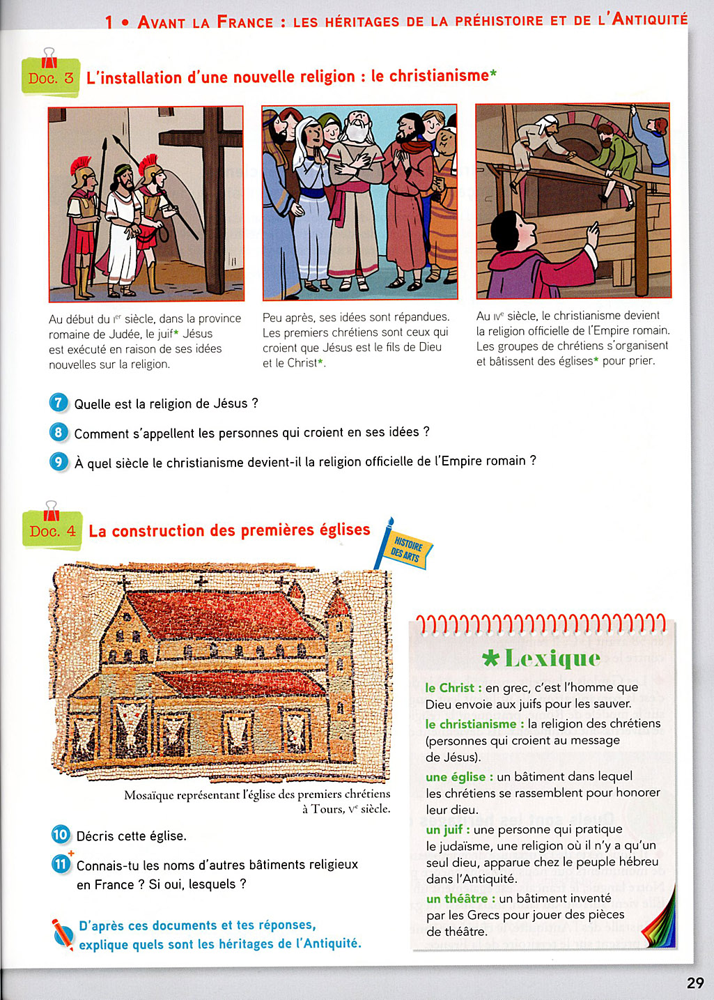 1 • AVANT LA FRANCE : LES HÉRITAGES DE LA PRÉHISTOIRE ET DE L'ANTIQUITÉ
Doc. 3
L'installation d'une nouvelle religion : le christianisme*
Au début du Ier siècle, dans la province
romaine de Judée, le juif* Jésus
est exécuté en raison de ses idées
nouvelles sur la religion.
Peu après, ses idées sont répandues.
Les premiers chrétiens sont ceux qui
croient que Jésus est le fils de Dieu
et le Christ*.
Au IVe siècle, le christianisme devient
la religion officielle de l'Empire romain.
Les groupes de chrétiens s'organisent
et bâtissent des églises* pour prier.
7 Quelle est la religion de Jésus ?
8 Comment s'appellent les personnes qui croient en ses idées ?
9 À quel siècle le christianisme devient-il la religion officielle de l'Empire romain ?
Doc. 4
La construction des premières églises
HISTOIRE
DES ARTS
Mosaïque représentant l'église des premiers chrétiens
à Tours, Ve siècle.
10 Décris cette église.
11+ Connais-tu les noms d'autres bâtiments religieux
en France ? Si oui, lesquels ?
D'après ces documents et tes réponses,
explique quels sont les héritages de l'Antiquité.
*Lexique
le Christ : en grec, c'est l'homme que
Dieu envoie aux juifs pour les sauver.
le christianisme : la religion des chrétiens
(personnes qui croient au message
de Jésus).
une église : un bâtiment dans lequel
les chrétiens se rassemblent pour honorer
leur dieu.
un juif : une personne qui pratique
le judaïsme, une religion où il n'y a qu'un
seul dieu, apparue chez le peuple hébreu
dans l'Antiquité.
un théâtre : un bâtiment inventé
par les Grecs pour jouer des pièces
de théâtre.
29